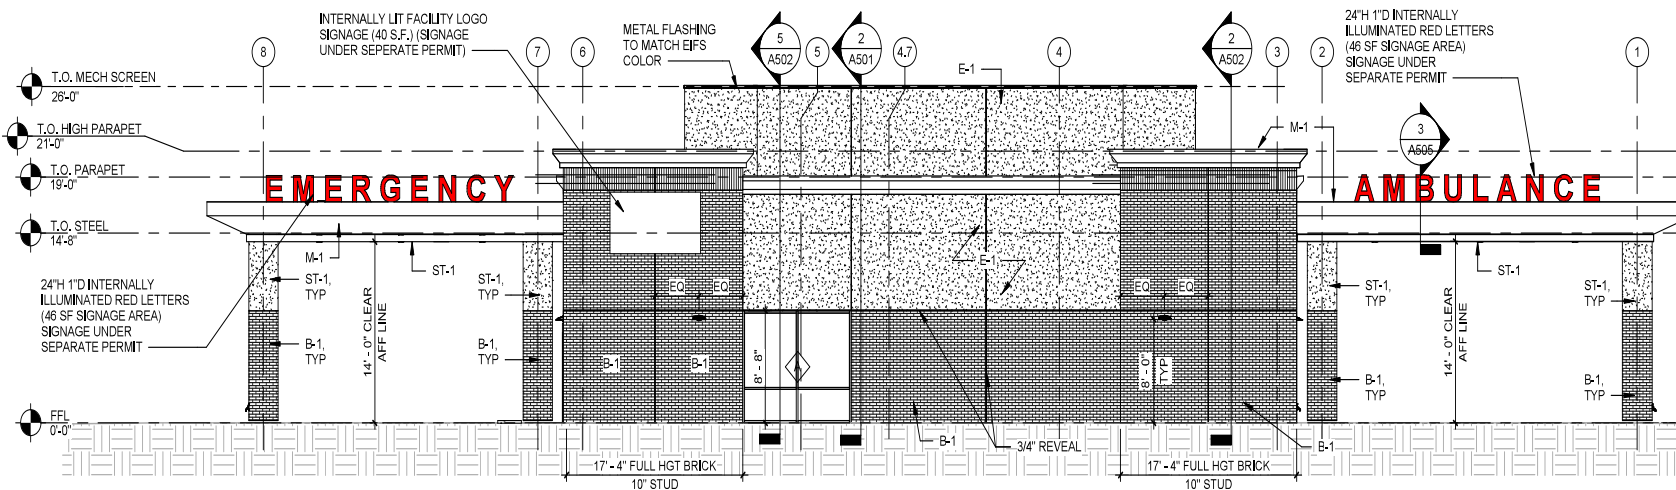 INTERNALLY LIT FACILITY LOGO
SIGNAGE (40 S.F.) (SIGNAGE
UNDER SEPERATE PERMIT)
METAL FLASHING
TO MATCH EIFS
COLOR
24"H 1"D INTERNALLY
ILLUMINATED RED LETTERS
(46 SF SIGNAGE AREA)
SIGNAGE UNDER
SEPARATE PERMIT
8
7
6
5
A502
5
2
A501
4.7
4
2
A502
3
2
1
T.O. MECH SCREEN
26'-0"
E-1
T.O. HIGH PARAPET
21'-0"
M-1
3
A505
T.O. PARAPET
19'-0"
EMERGENCY
AMBULANCE
T.O. STEEL
14'-8"
M-1
ST-1
E-1
ST-1
24"H 1"D INTERNALLY
ILLUMINATED RED LETTERS
(46 SF SIGNAGE AREA)
SIGNAGE UNDER
SEPARATE PERMIT
ST-1,
TYP
ST-1,
TYP
EQ
EQ
EQ
EQ
ST-1,
TYP
ST-1,
TYP
14' - 0" CLEAR
AFF LINE
B-1,
TYP
B-1,
TYP
B-1
B-1
8' - 8"
8' - 0"
TYP
B-1,
TYP
14' - 0" CLEAR
AFF LINE
B-1,
TYP
FFL
0'-0"
B-1
3/4" REVEAL
B-1
17' - 4" FULL HGT BRICK
10" STUD
17' - 4" FULL HGT BRICK
10" STUD